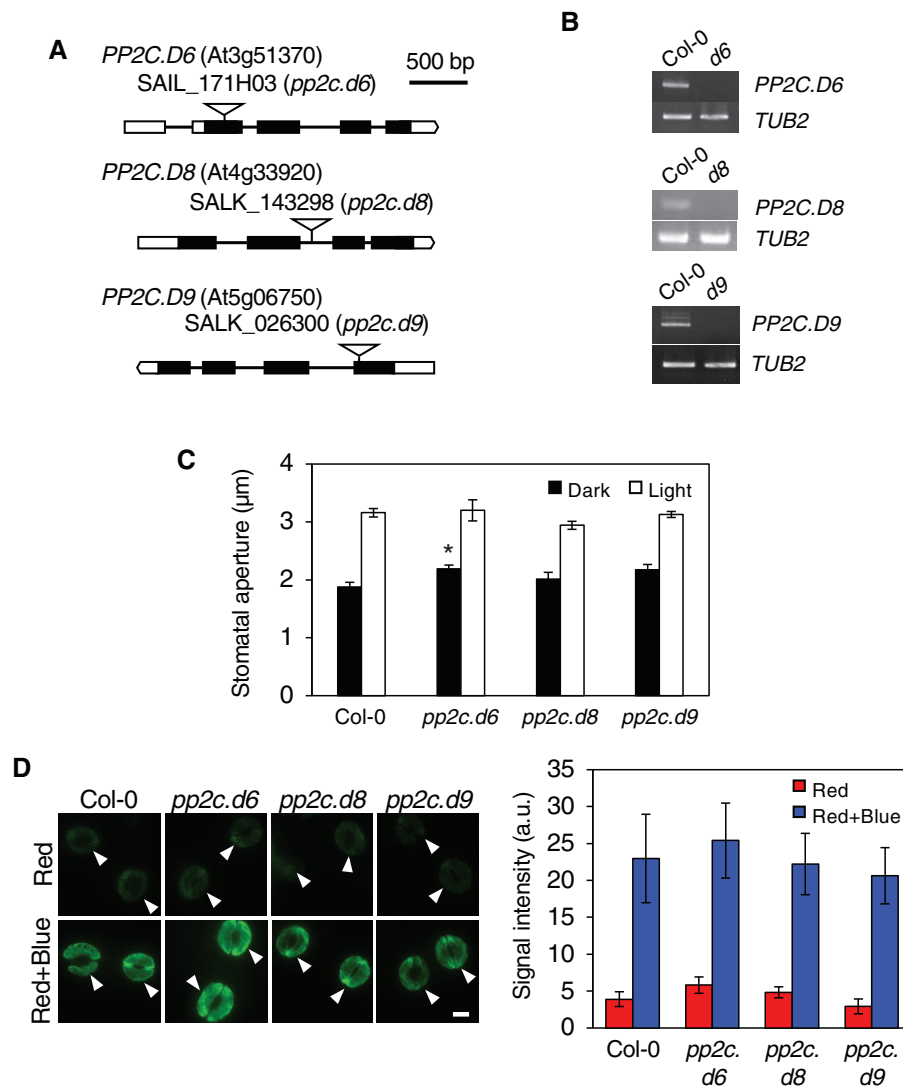 A
PP2C.D6 (At3g51370)
500 bp
SAIL_171H03 (pp2c.d6)
PP2C.D8 (At4g33920)
SALK_143298 (pp2c.d8)
PP2C.D9 (At5g06750)
SALK_026300 (pp2c.d9)
B
Col-0 d6
PP2C.D6
TUB2
Col-0 d8
PP2C.D8
TUB2
Col-0 d9
PP2C.D9
TUB2
C
Stomatal aperture (µm)
4
3
2
1
0
Dark Light
*
Col-0 pp2c.d6 pp2c.d8 pp2c.d9
D
Col-0 pp2c.d6 pp2c.d8 pp2c.d9
Red
Red+Blue
Signal intensity (a.u.)
35
30
25
20
15
10
5
0
Red
Red+Blue
Col-0 pp2c. pp2c. pp2c.
d6 d8 d9